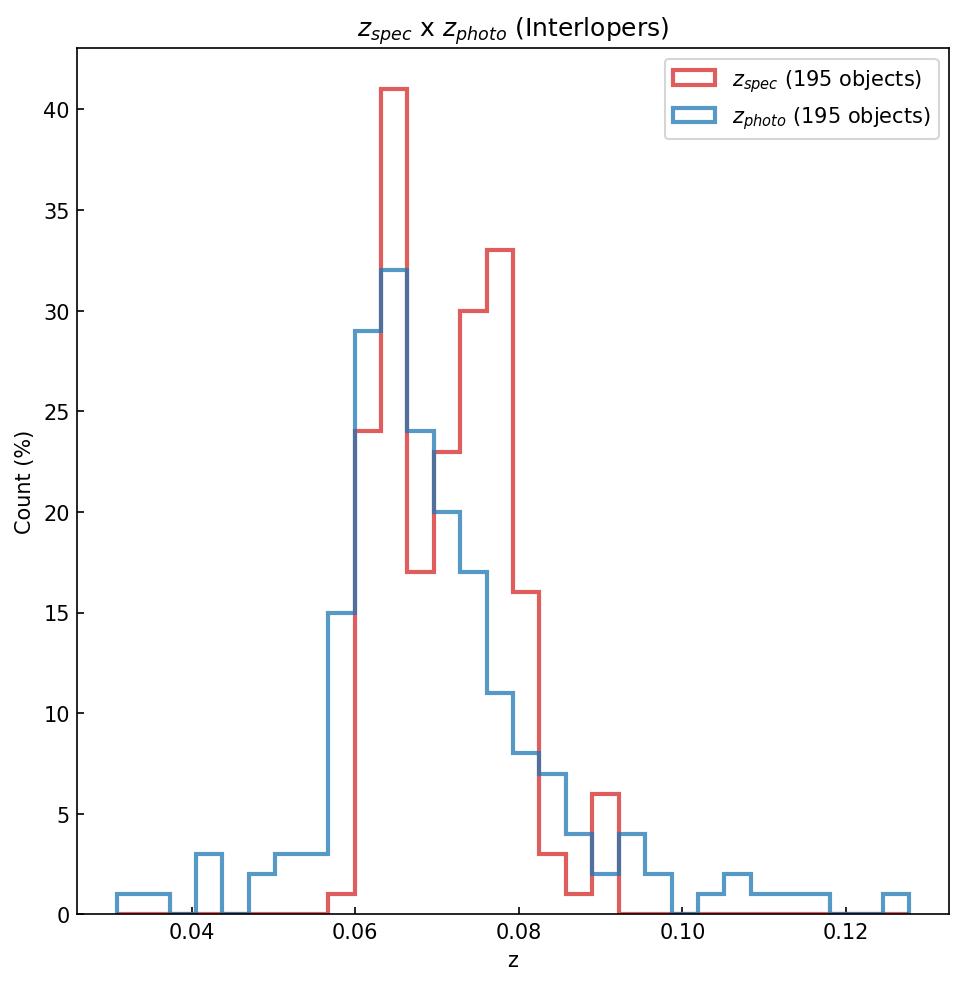 z_spec x z_photo (Interlopers)
z_spec (195 objects)
z_photo (195 objects)
Count (%)
40
35
30
25
20
15
10
5
0
0.04 0.06 0.08 0.10 0.12
z